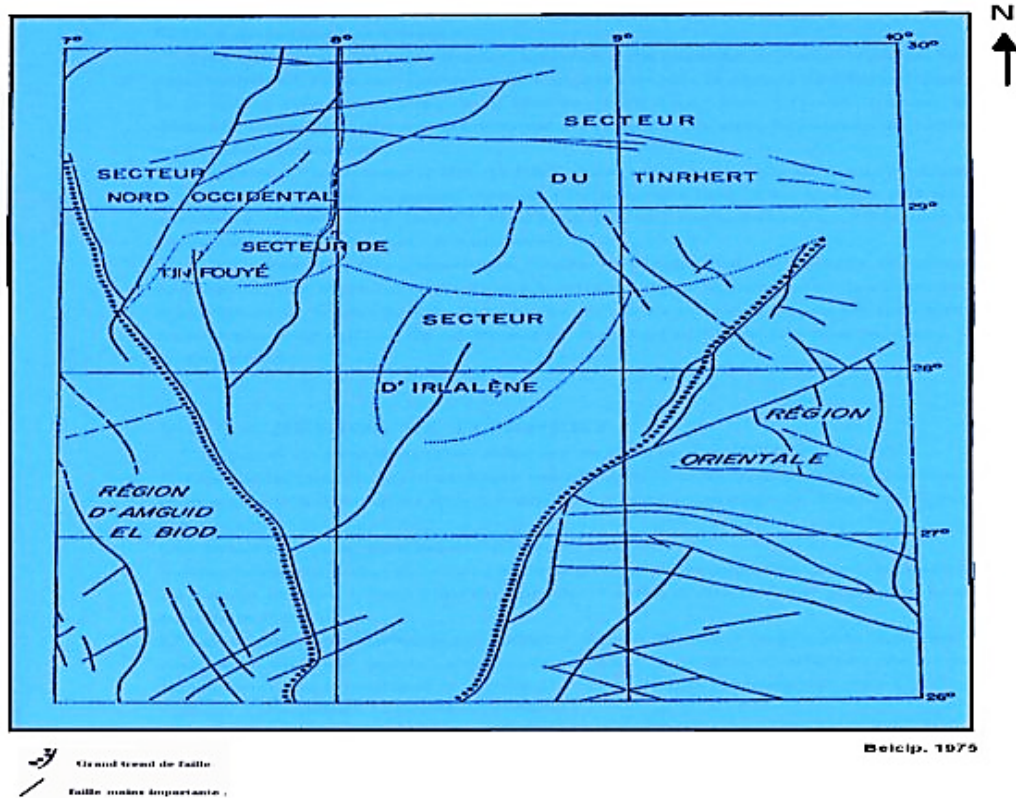 N
7° 8° 9° 10°
30°
SECTEUR
DU TINRHERT
SECTEUR
NORD OCCIDENTAL
29°
SECTEUR DE
TIN FOUYÉ
SECTEUR
D'IRLALÈNE
28°
RÉGION
ORIENTALE
RÉGION
D'AMGUID
EL BIOD
27°
26°
Beicip. 1975
Grand trend de faille
faille moins importante